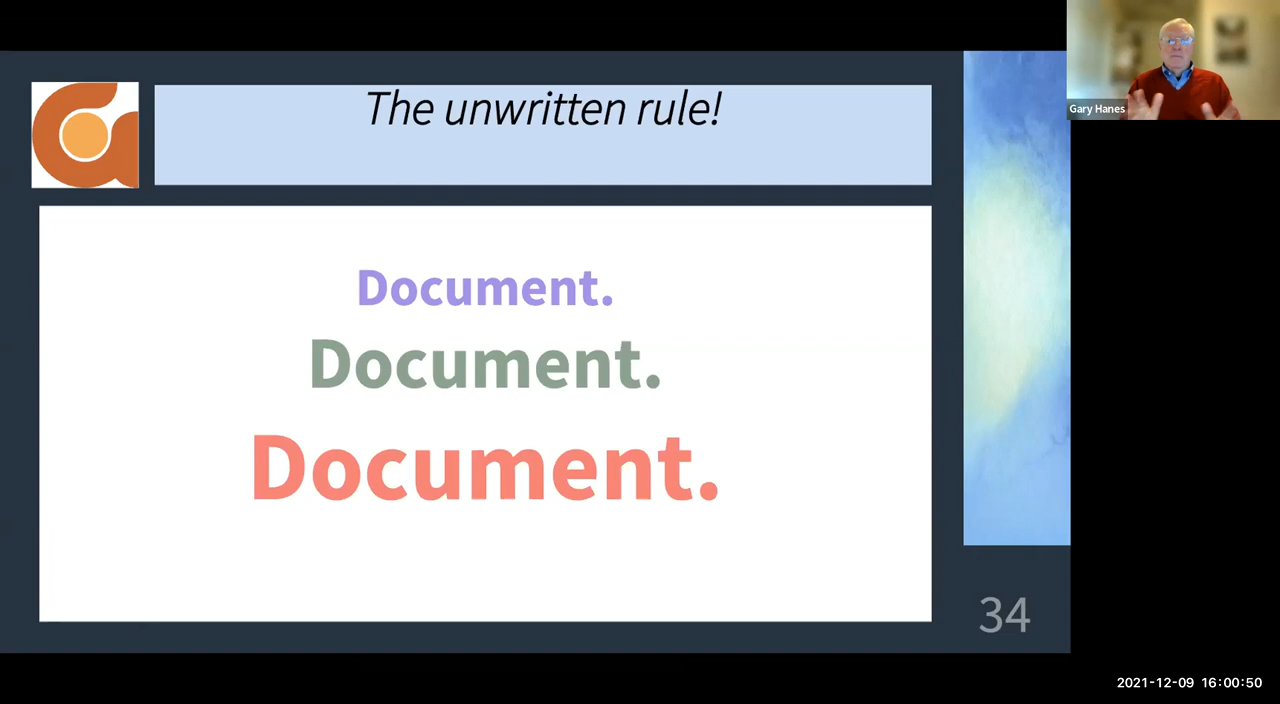 The unwritten rule!
Document.
Document.
Document.
34
Gary Hanes
2021-12-09 16:00:50